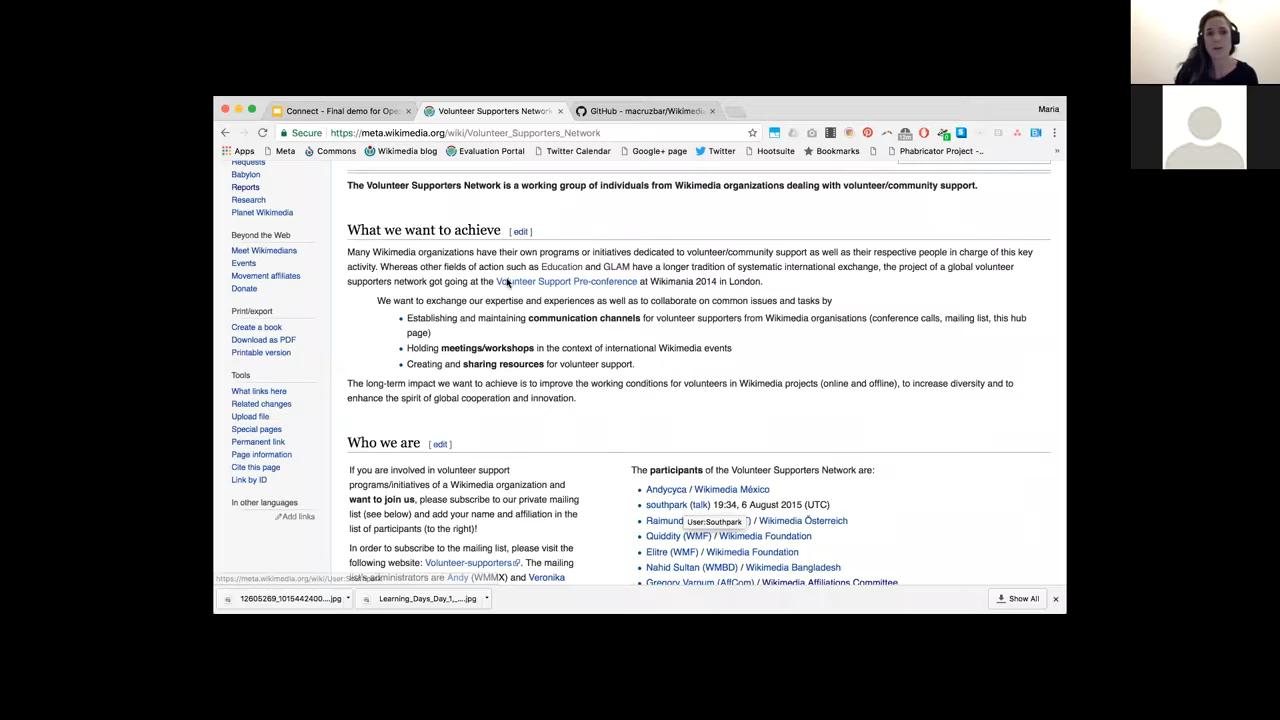 Connect - Final demo for Ope
Volunteer Supporters Network
GitHub - macruzbar/Wikimedi
Maria
Secure
https://meta.wikimedia.org/wiki/Volunteer_Supporters_Network
Apps
Meta
Commons
Wikimedia blog
Evaluation Portal
Twitter Calendar
Google+ page
Twitter
Hootsuite
Bookmarks
Phabricator Project -...
»
Requests
Babylon
Reports
Research
Planet Wikimedia
Beyond the Web
Meet Wikimedians
Events
Movement affiliates
Donate
Print/export
Create a book
Download as PDF
Printable version
Tools
What links here
Related changes
Upload file
Special pages
Permanent link
Page information
Cite this page
Link by ID
In other languages
Add links
The Volunteer Supporters Network is a working group of individuals from Wikimedia organizations dealing with volunteer/community support.
What we want to achieve [ edit ]
Many Wikimedia organizations have their own programs or initiatives dedicated to volunteer/community support as well as their respective people in charge of this key
activity. Whereas other fields of action such as Education and GLAM have a longer tradition of systematic international exchange, the project of a global volunteer
supporters network got going at the Volunteer Support Pre-conference at Wikimania 2014 in London.
We want to exchange our expertise and experiences as well as to collaborate on common issues and tasks by
• Establishing and maintaining communication channels for volunteer supporters from Wikimedia organisations (conference calls, mailing list, this hub
page)
• Holding meetings/workshops in the context of international Wikimedia events
• Creating and sharing resources for volunteer support.
The long-term impact we want to achieve is to improve the working conditions for volunteers in Wikimedia projects (online and offline), to increase diversity and to
enhance the spirit of global cooperation and innovation.
Who we are [ edit ]
If you are involved in volunteer support
programs/initiatives of a Wikimedia organization and
want to join us, please subscribe to our private mailing
list (see below) and add your name and affiliation in the
list of participants (to the right)!
In order to subscribe to the mailing list, please visit the
following website: Volunteer-supporters. The mailing
list's administrators are Andy (WMMX) and Veronika
The participants of the Volunteer Supporters Network are:
• Andycyca / Wikimedia México
• southpark (talk) 19:34, 6 August 2015 (UTC)
• Raimund / Wikimedia Österreich
User:Southpark
• Quiddity (WMF) / Wikimedia Foundation
• Elitre (WMF) / Wikimedia Foundation
• Nahid Sultan (WMBD) / Wikimedia Bangladesh
• Gregory Varnum (AffCom) / Wikimedia Affiliations Committee
https://meta.wikimedia.org/wiki/User:Southpark
12605269_1015442400....jpg
Learning_Days_Day_1_....jpg
Show All